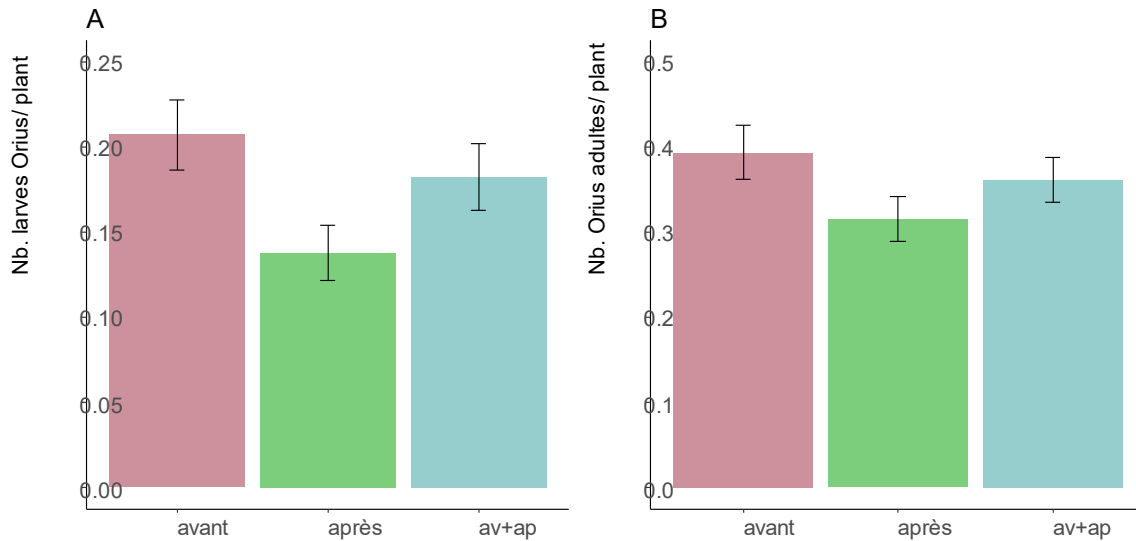 A
Nb. larves Orius/ plant
0.25
0.20
0.15
0.10
0.05
0.00
avant
après
av+ap
B
Nb. Orius adultes/ plant
0.5
0.4
0.3
0.2
0.1
0.0
avant
après
av+ap